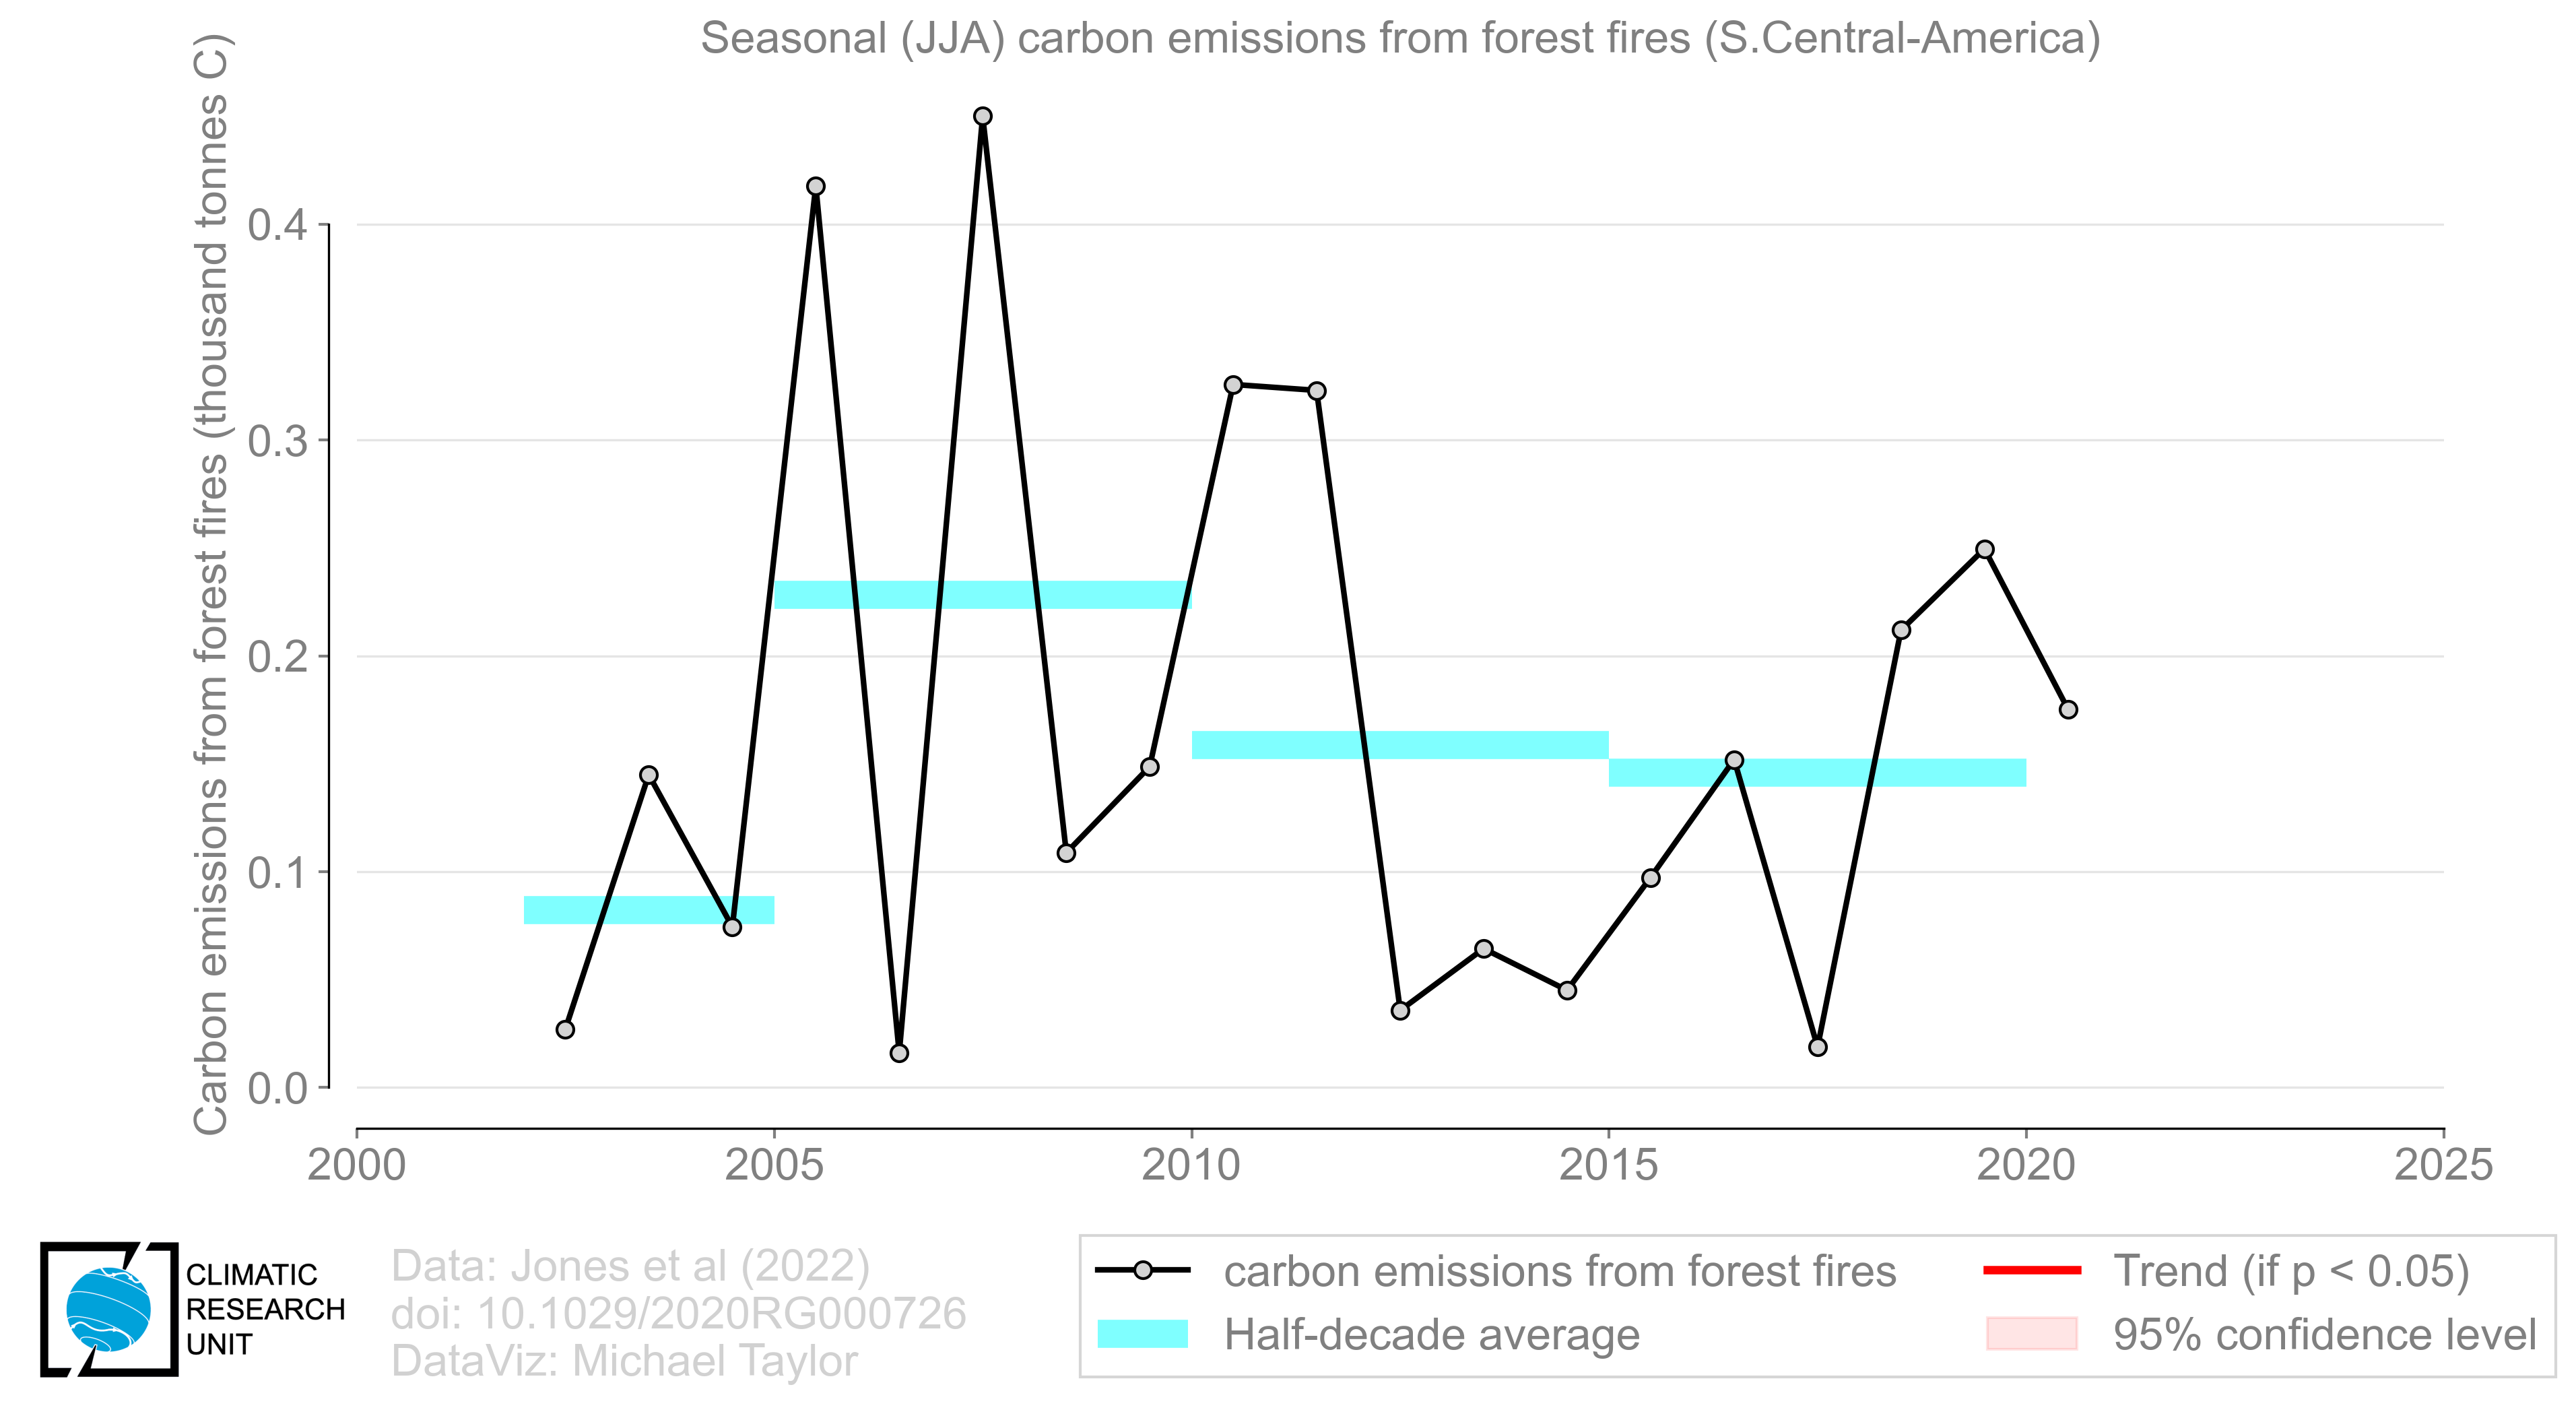 Seasonal (JJA) carbon emissions from forest fires (S.Central-America)
Carbon emissions from forest fires (thousand tonnes C)
0.4
0.3
0.2
0.1
0.0
2000
2005
2010
2015
2020
2025
CLIMATIC
RESEARCH
UNIT
Data: Jones et al (2022)
doi: 10.1029/2020RG000726
DataViz: Michael Taylor
carbon emissions from forest fires
Half-decade average
Trend (if p < 0.05)
95% confidence level